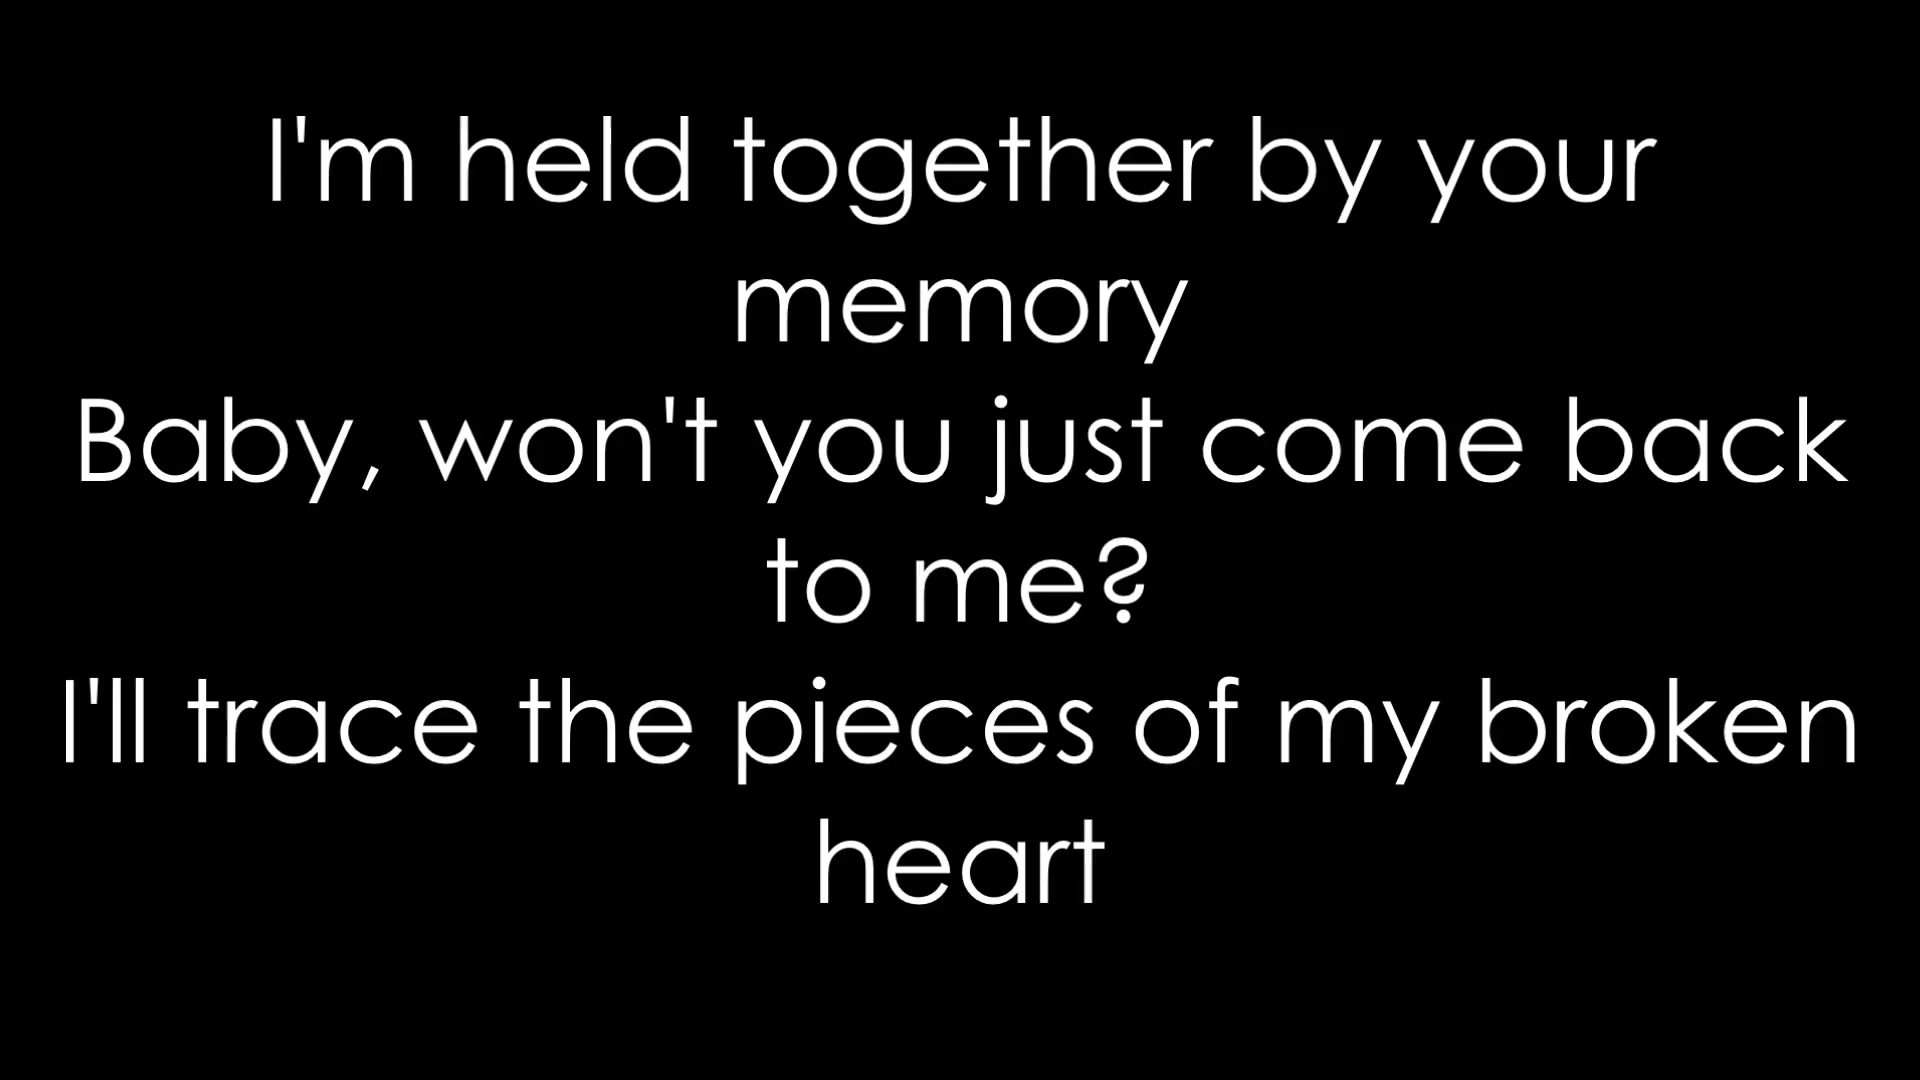 I'm held together by your
memory
Baby, won't you just come back
to me?
I'll trace the pieces of my broken
heart